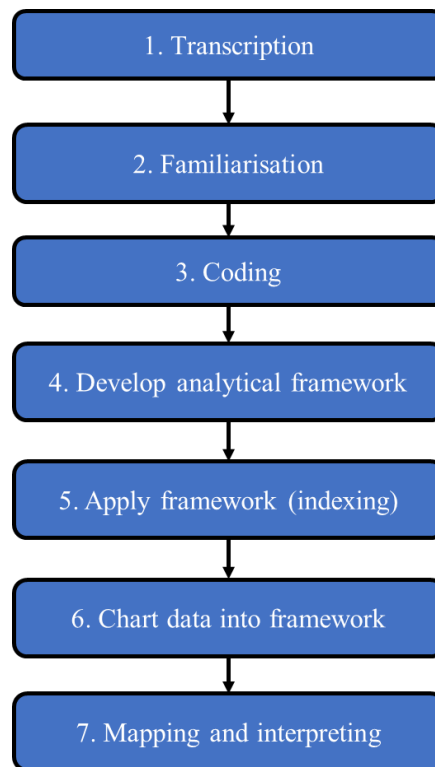 1. Transcription
2. Familiarisation
3. Coding
4. Develop analytical framework
5. Apply framework (indexing)
6. Chart data into framework
7. Mapping and interpreting